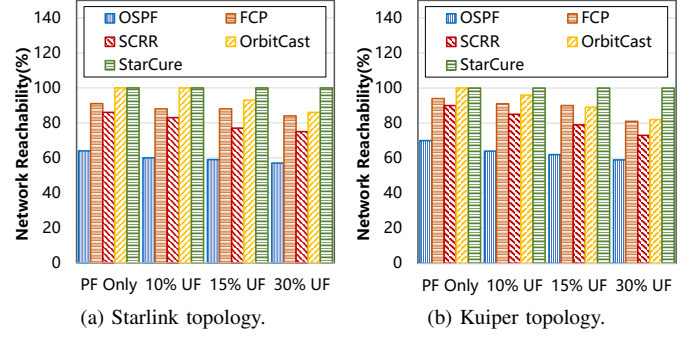 Network Reachability(%)
140
120
100
80
60
40
20
0
OSPF
FCP
SCRR
OrbitCast
StarCure
PF Only
10% UF
15% UF
30% UF
(a) Starlink topology.
Network Reachability(%)
140
120
100
80
60
40
20
0
OSPF
FCP
SCRR
OrbitCast
StarCure
PF Only
10% UF
15% UF
30% UF
(b) Kuiper topology.